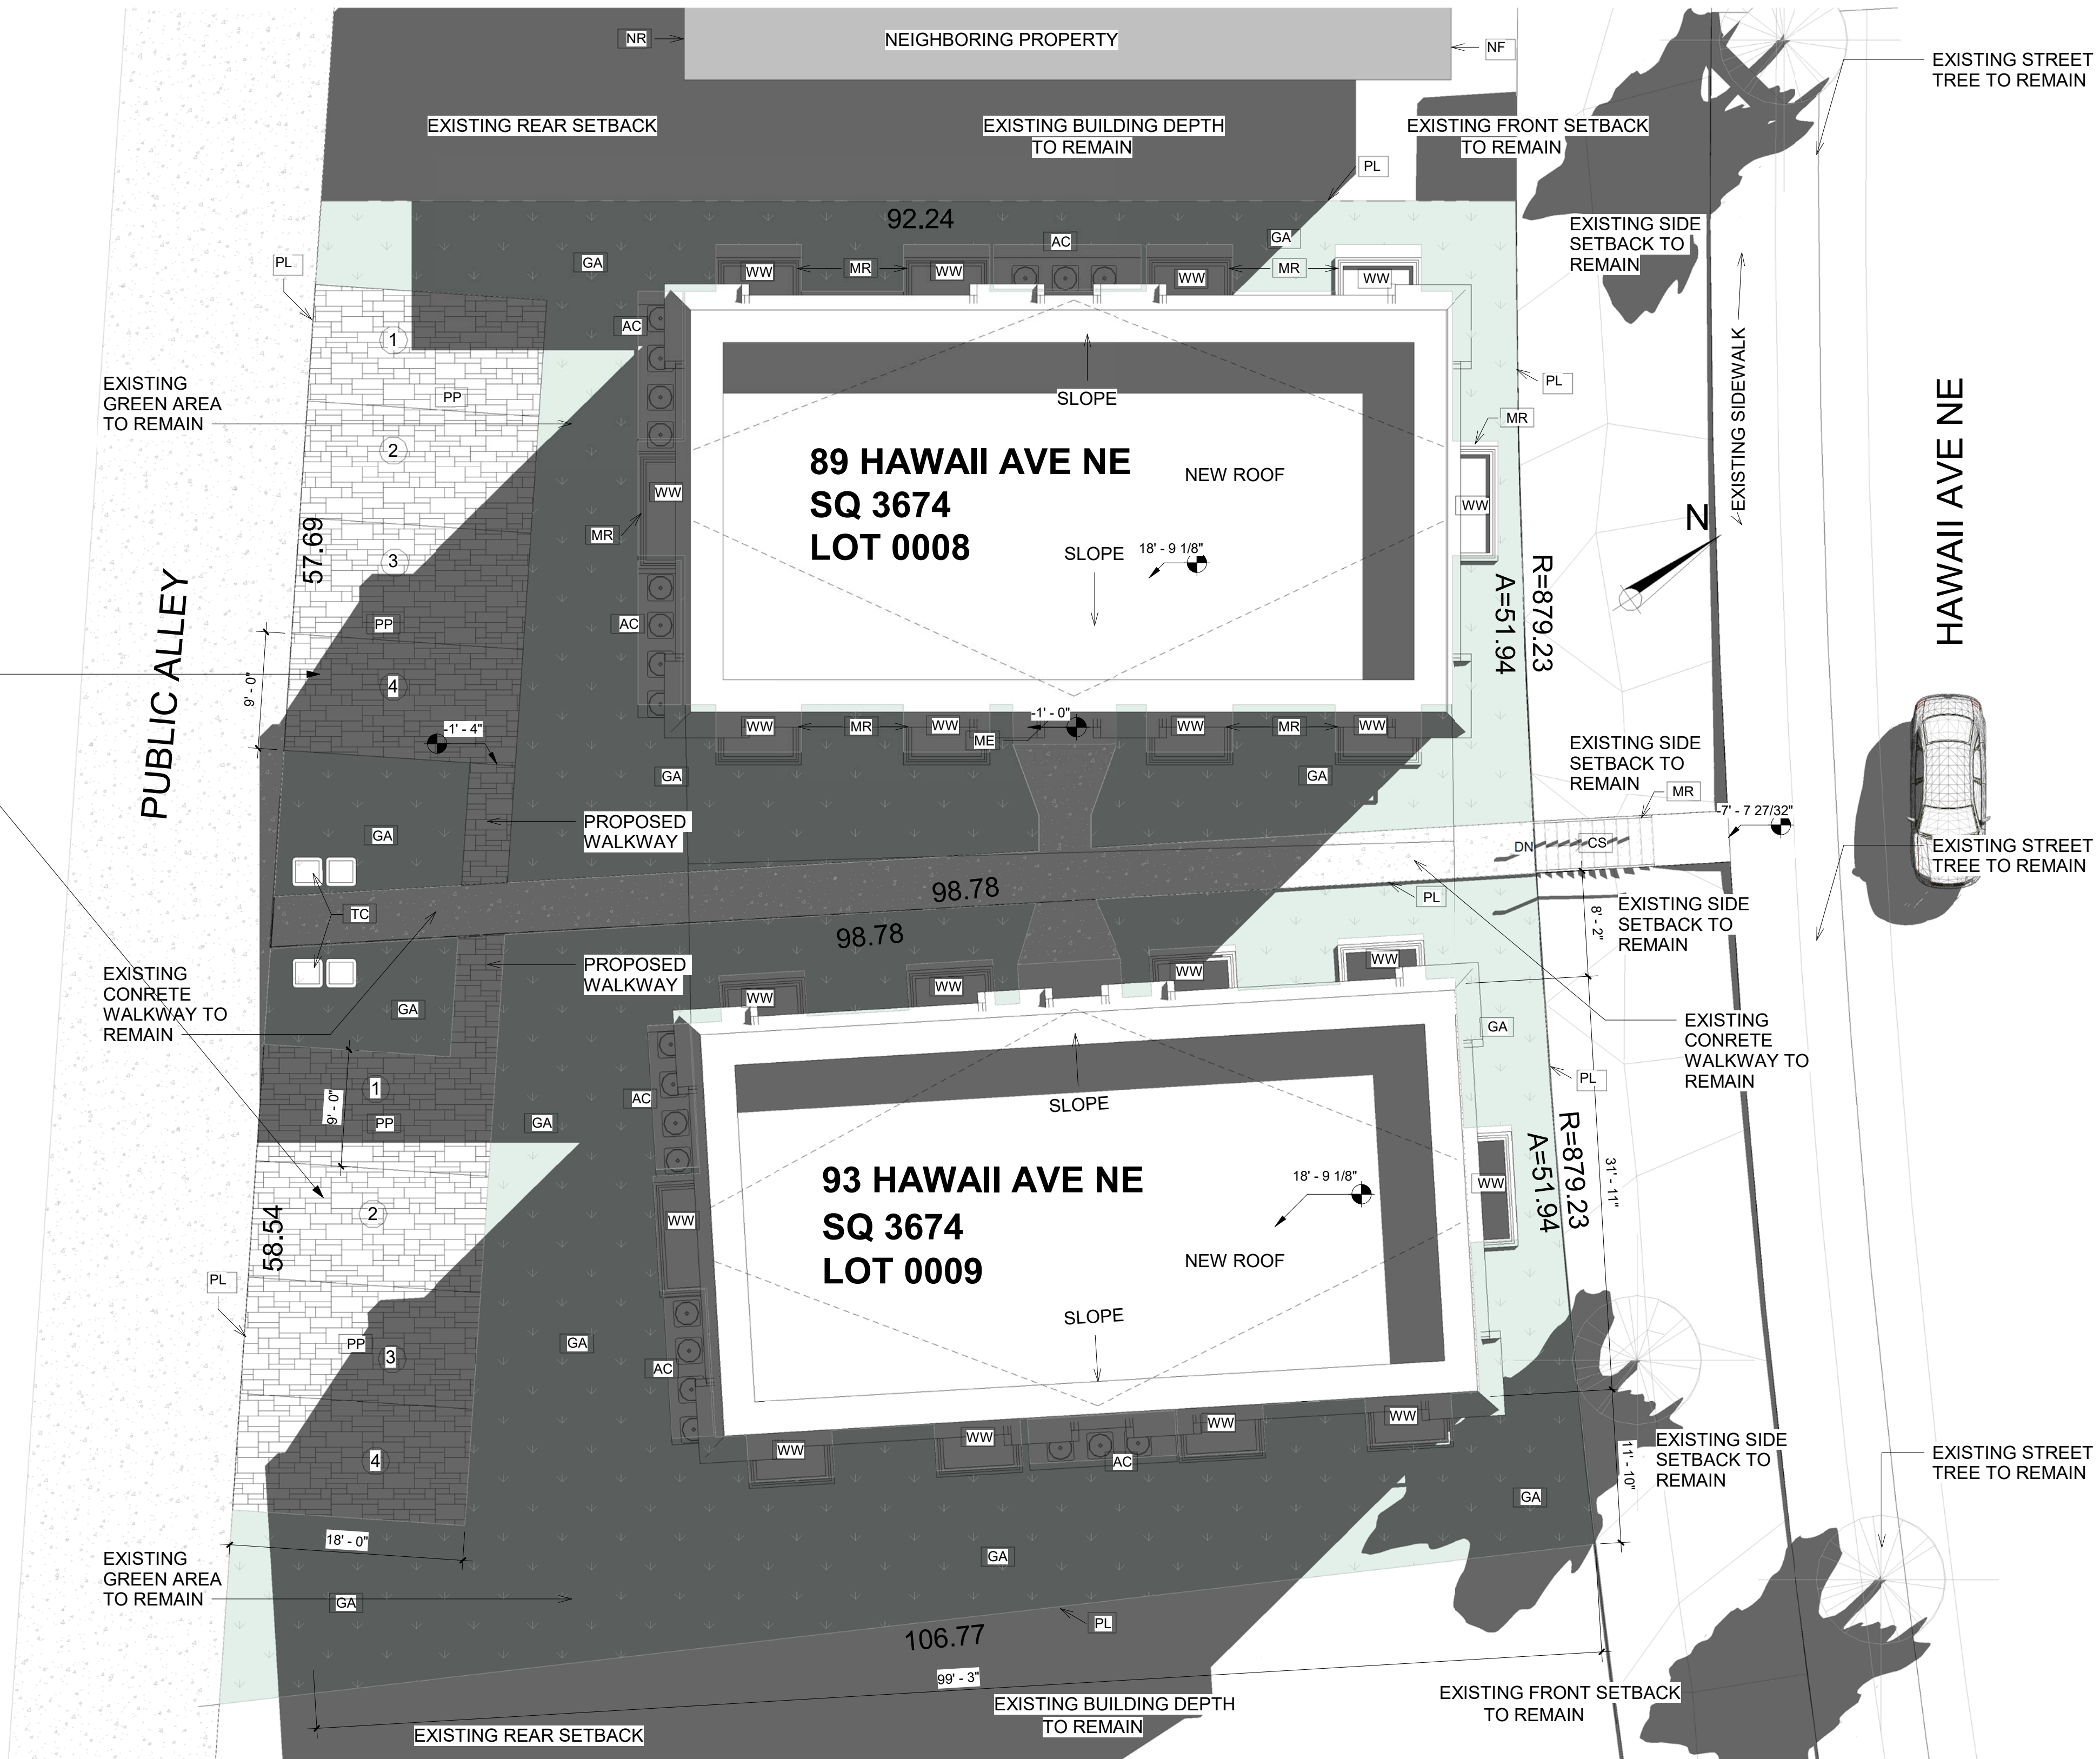 NR
NEIGHBORING PROPERTY
NF
EXISTING STREET
TREE TO REMAIN
EXISTING REAR SETBACK
EXISTING BUILDING DEPTH
TO REMAIN
EXISTING FRONT SETBACK
TO REMAIN
PL
92.24
EXISTING SIDE
SETBACK TO
REMAIN
PL
GA
AC
GA
WW
MR
WW
WW
MR
WW
AC
1
EXISTING
GREEN AREA
TO REMAIN
PP
2
SLOPE
PL
MR
EXISTING SIDEWALK
HAWAII AVE NE
89 HAWAII AVE NE
SQ 3674
LOT 0008
NEW ROOF
WW
WW
MR
N
57.69
3
SLOPE
18' - 9 1/8"
R=879.23
A=51.94
PUBLIC ALLEY
PP
AC
4
9' - 0"
-1' - 4"
WW
MR
WW
ME
-1' - 0"
WW
MR
WW
GA
GA
EXISTING SIDE
SETBACK TO
REMAIN
MR
-7' - 7 27/32"
GA
PROPOSED
WALKWAY
DN
CS
EXISTING STREET
TREE TO REMAIN
TC
98.78
PL
98.78
8' - 2"
EXISTING SIDE
SETBACK TO
REMAIN
EXISTING
CONRETE
WALKWAY TO
REMAIN
PROPOSED
WALKWAY
GA
WW
WW
WW
WW
GA
EXISTING
CONRETE
WALKWAY TO
REMAIN
1
9' - 0"
PP
GA
AC
SLOPE
PL
93 HAWAII AVE NE
SQ 3674
LOT 0009
18' - 9 1/8"
NEW ROOF
WW
WW
R=879.23
A=51.94
31' - 11"
2
58.54
PL
SLOPE
PP
3
GA
AC
4
WW
WW
AC
WW
WW
EXISTING SIDE
SETBACK TO
REMAIN
11' - 10"
EXISTING STREET
TREE TO REMAIN
GA
18' - 0"
EXISTING
GREEN AREA
TO REMAIN
GA
GA
PL
106.77
99' - 3"
EXISTING REAR SETBACK
EXISTING BUILDING DEPTH
TO REMAIN
EXISTING FRONT SETBACK
TO REMAIN